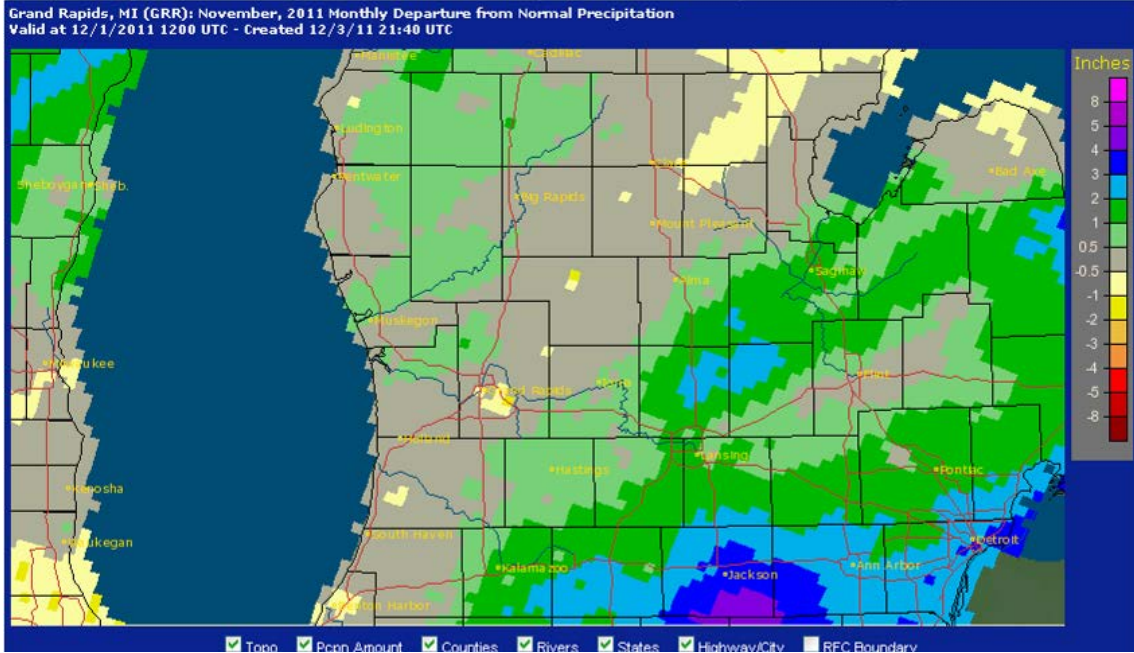 Grand Rapids, MI (GRR): November, 2011 Monthly Departure from Normal Precipitation
Valid at 12/1/2011 1200 UTC - Created 12/3/11 21:40 UTC
Manistee
Cadillac
Inches
8
5
4
3
2
1
0.5
-0.5
-1
-2
-3
-4
-5
-8
Ludington
Clare
Bad Axe
Sheboygan
Sheb.
Pentwater
Big Rapids
Mount Pleasant
Saginaw
Alma
Muskegon
Milwaukee
Flint
Ionia
Grand Rapids
Holland
Lansing
Hastings
Pontiac
Kenosha
South Haven
Detroit
Waukegan
Kalamazoo
Jackson
Ann Arbor
Benton Harbor
Topo
Pcpn Amount
Counties
Rivers
States
Highway/City
RFC Boundary